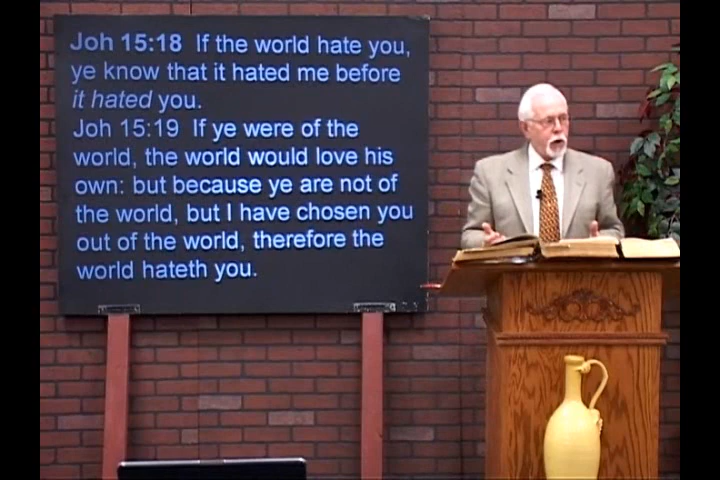 Joh 15:18 If the world hate you,
ye know that it hated me before
it hated you.
Joh 15:19 If ye were of the
world, the world would love his
own: but because ye are not of
the world, but I have chosen you
out of the world, therefore the
world hateth you.